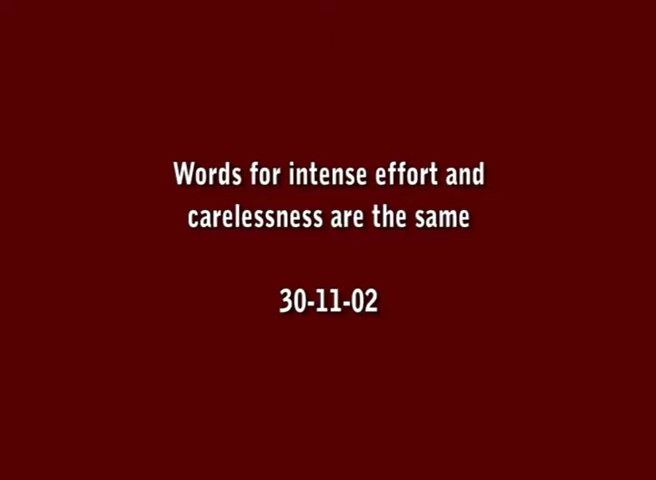 Words for intense effort and
carelessness are the same
30-11-02